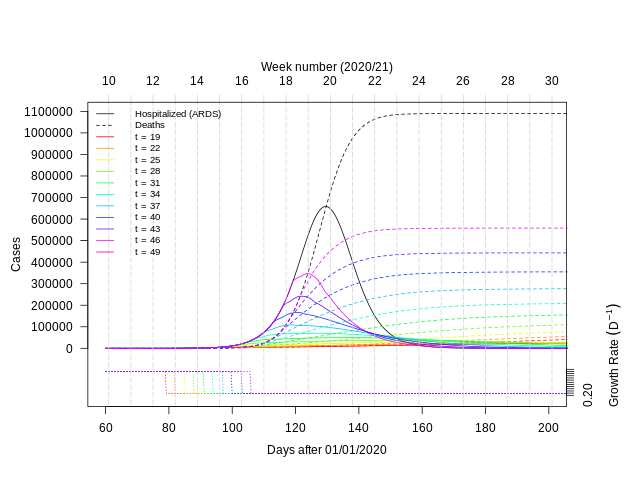 Week number (2020/21)
10 12 14 16 18 20 22 24 26 28 30
1100000
1000000
900000
800000
700000
600000
500000
400000
300000
200000
100000
0
Cases
Hospitalized (ARDS)
Deaths
t = 19
t = 22
t = 25
t = 28
t = 31
t = 34
t = 37
t = 40
t = 43
t = 46
t = 49
0.20
Growth Rate (D⁻¹)
60 80 100 120 140 160 180 200
Days after 01/01/2020